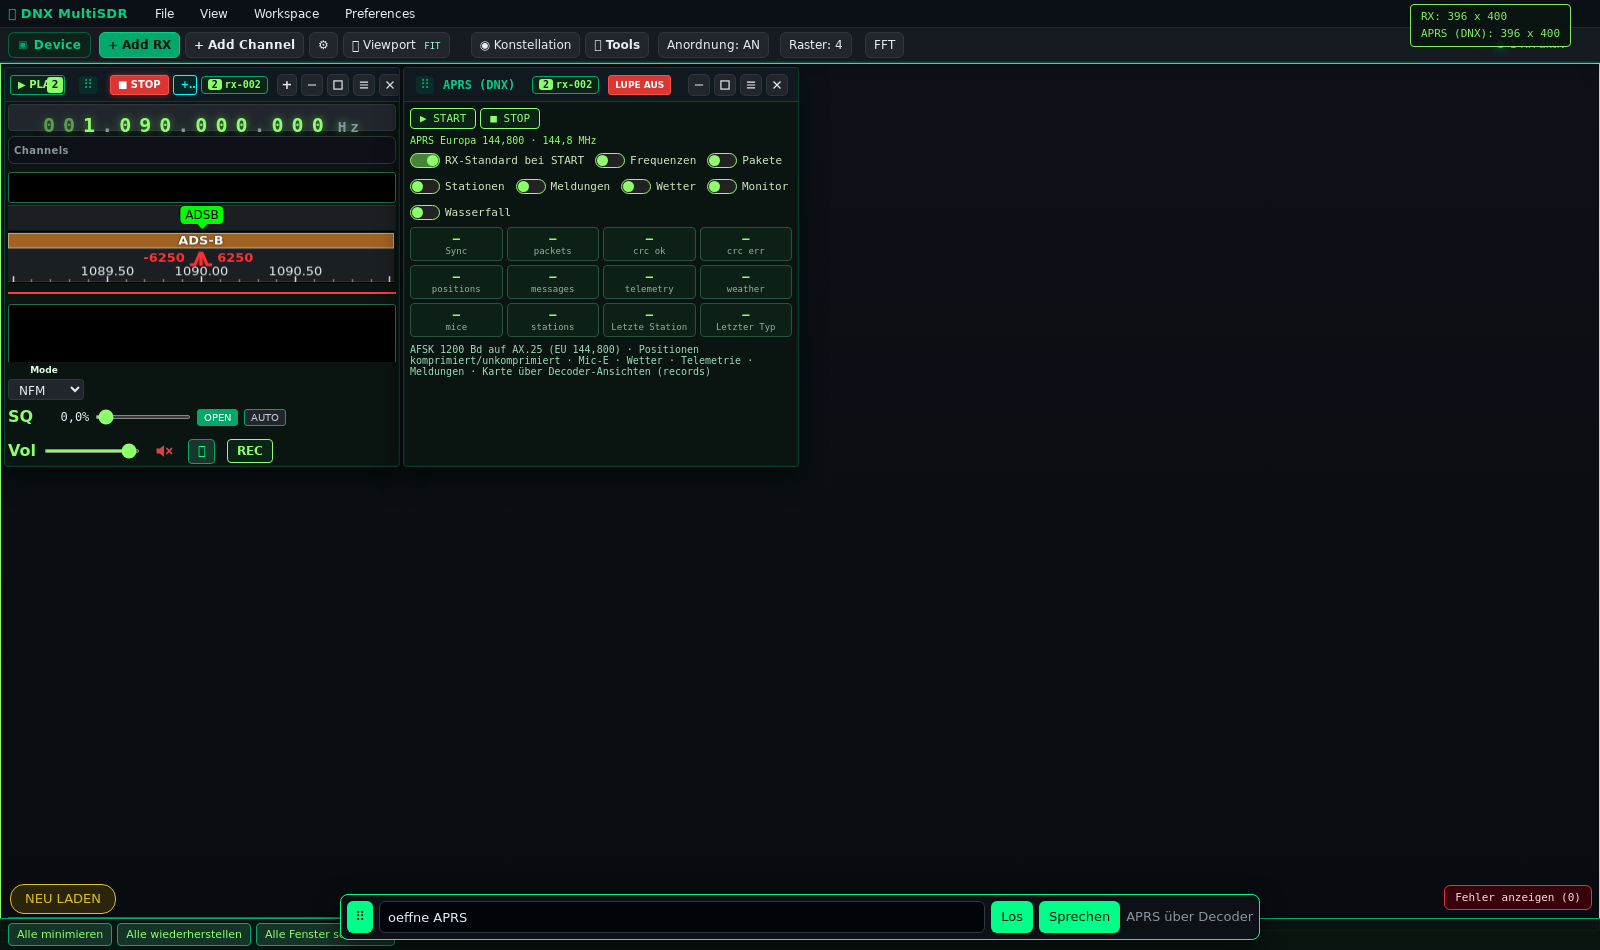 DNX MultiSDR File View Workspace Preferences
RX: 396 x 400
APRS (DNX): 396 x 400
Device + Add RX + Add Channel Viewport FIT Konstellation Tools Anordnung: AN Raster: 4 FFT
2 STOP +.. 2 rx-002
APRS (DNX) 2 rx-002 LUPE AUS
001.090.000.000 Hz
Channels
ADSB
ADS-B
-6250 6250
1089.50 1090.00 1090.50
Mode
NFM
SQ 0,0% OPEN AUTO
Vol REC
START STOP
APRS Europa 144,800 · 144,8 MHz
RX-Standard bei START Frequenzen Pakete
Stationen Meldungen Wetter Monitor
Wasserfall
— — — —
Sync packets crc ok crc err
— — — —
positions messages telemetry weather
— — — —
mice stations Letzte Station Letzter Typ
AFSK 1200 Bd auf AX.25 (EU 144,800) · Positionen
komprimiert/unkomprimiert · Mic-E · Wetter · Telemetrie ·
Meldungen · Karte über Decoder-Ansichten (records)
NEU LADEN
Fehler anzeigen (0)
oeffne APRS Los Sprechen APRS über Decoder
Alle minimieren Alle wiederherstellen Alle Fenster